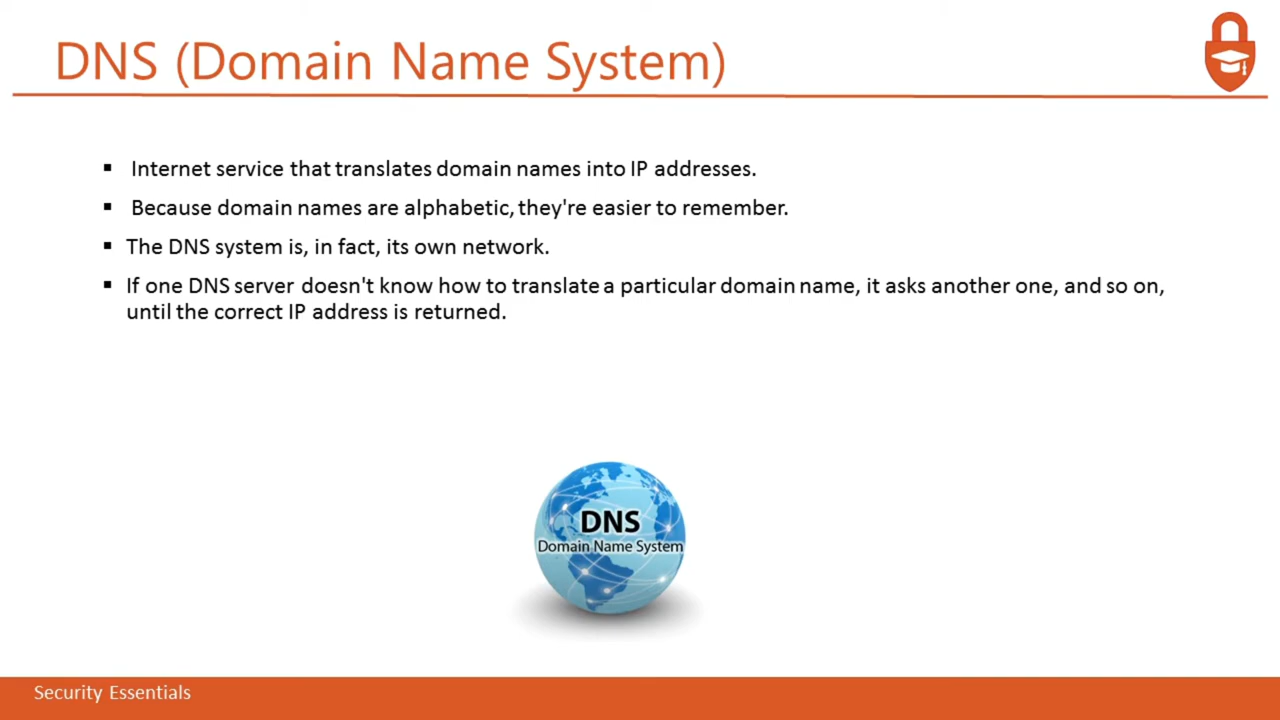 DNS (Domain Name System)
▪ Internet service that translates domain names into IP addresses.
▪ Because domain names are alphabetic, they're easier to remember.
▪ The DNS system is, in fact, its own network.
▪ If one DNS server doesn't know how to translate a particular domain name, it asks another one, and so on,
until the correct IP address is returned.
DNS
Domain Name System
Security Essentials